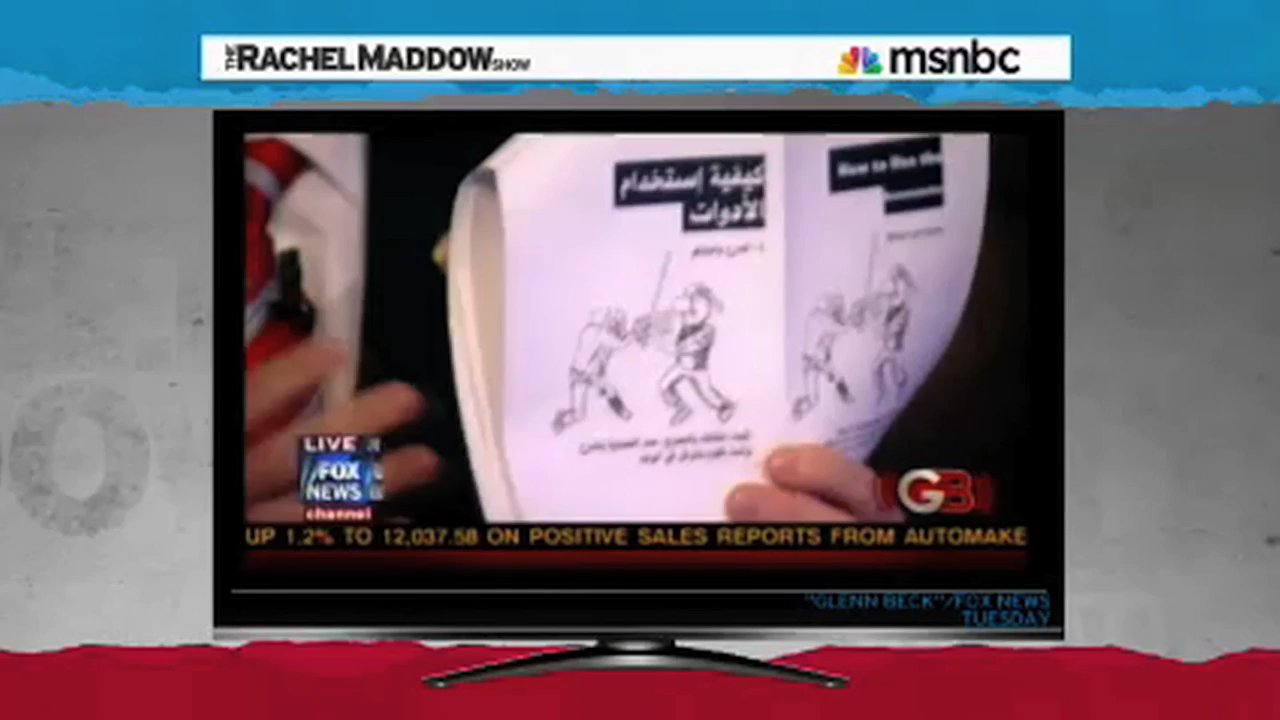 THE RACHEL MADDOW SHOW
msnbc
كيفية إستخدام
الأدوات
How to Use the
LIVE
FOX
NEWS
channel
GB
UP 1.2% TO 12,037.58 ON POSITIVE SALES REPORTS FROM AUTOMAKE
"GLENN BECK"/FOX NEWS
TUESDAY